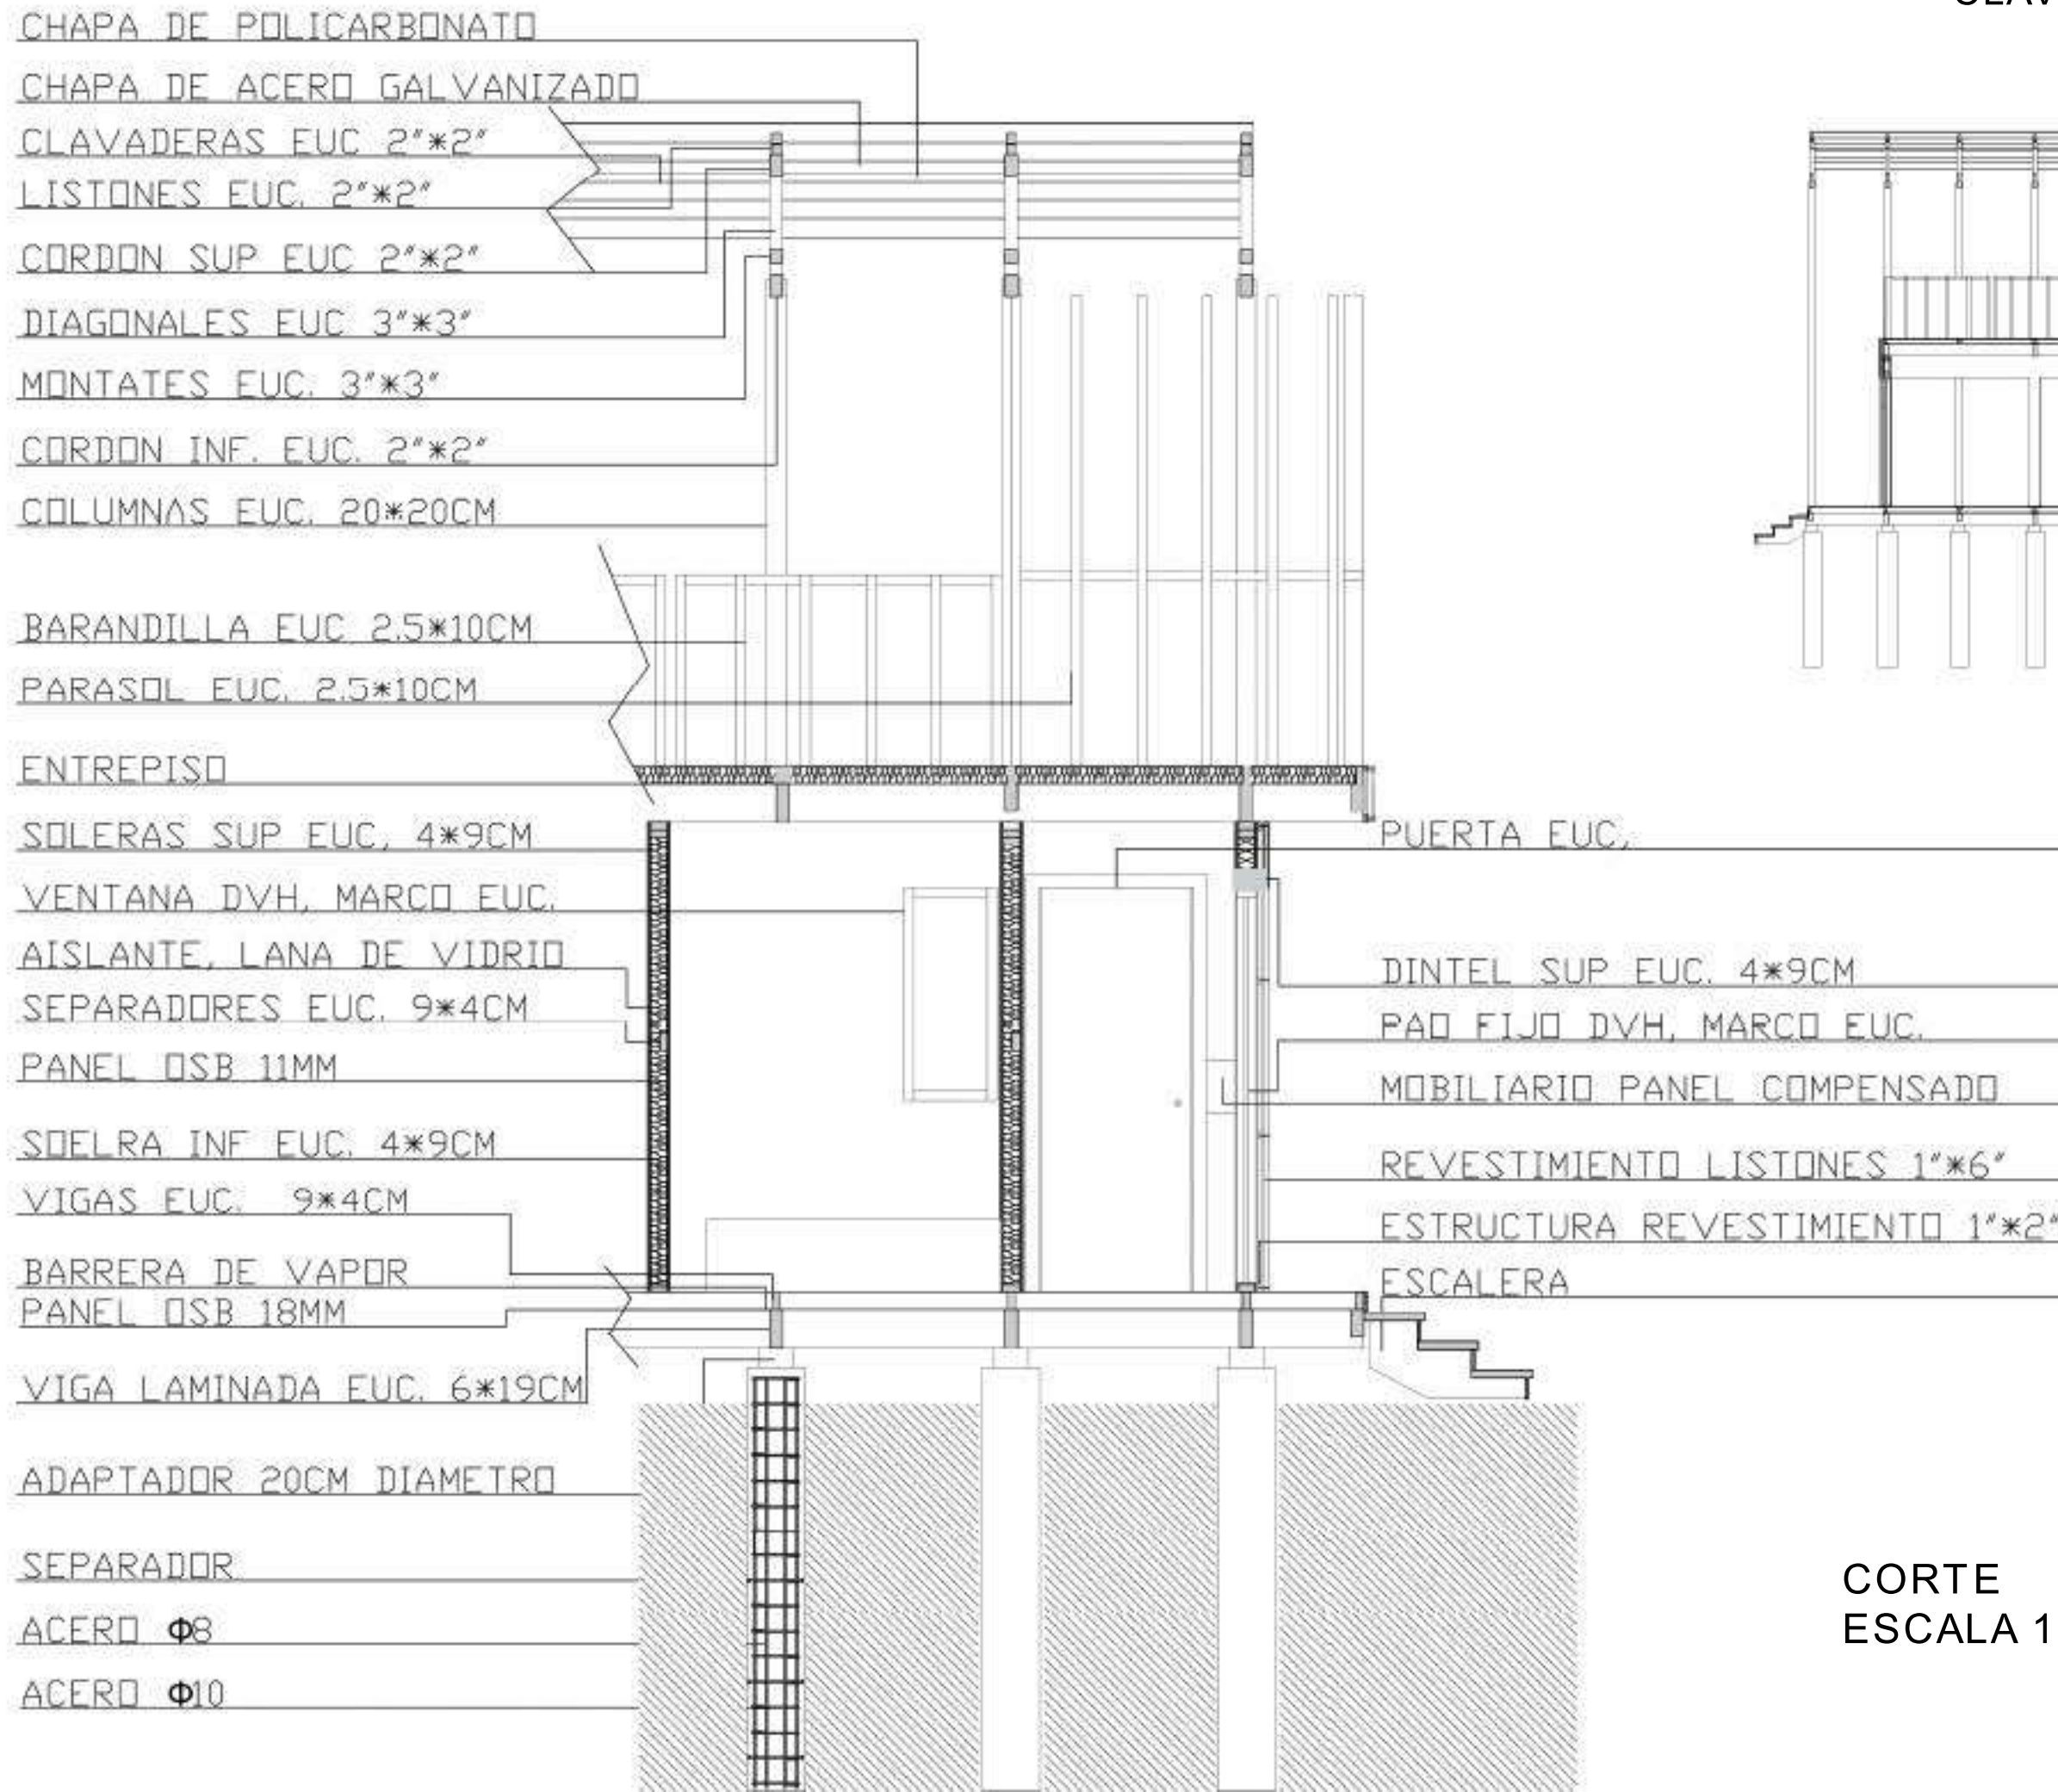 CHAPA DE POLICARBONATO
CHAPA DE ACERO GALVANIZADO
CLAVADERAS EUC 2"*2"
LISTONES EUC. 2"*2"
CORDON SUP EUC 2"*2"
DIAGONALES EUC 3"*3"
MONTATES EUC. 3"*3"
CORDON INF. EUC. 2"*2"
COLUMNAS EUC. 20*20CM
BARANDILLA EUC 2.5*10CM
PARASOL EUC. 2.5*10CM
ENTREPISO
SOLERAS SUP EUC, 4*9CM
VENTANA DVH, MARCO EUC.
AISLANTE, LANA DE VIDRIO
SEPARADORES EUC. 9*4CM
PANEL OSB 11MM
SOELRA INF EUC. 4*9CM
VIGAS EUC. 9*4CM
BARRERA DE VAPOR
PANEL OSB 18MM
VIGA LAMINADA EUC. 6*19CM
ADAPTADOR 20CM DIAMETRO
SEPARADOR
ACERO Φ8
ACERO Φ10
PUERTA EUC,
DINTEL SUP EUC. 4*9CM
PAO FIJO DVH, MARCO EUC.
MOBILIARIO PANEL COMPENSADO
REVESTIMIENTO LISTONES 1"*6"
ESTRUCTURA REVESTIMIENTO 1"*2"
ESCALERA
CORTE
ESCALA 1